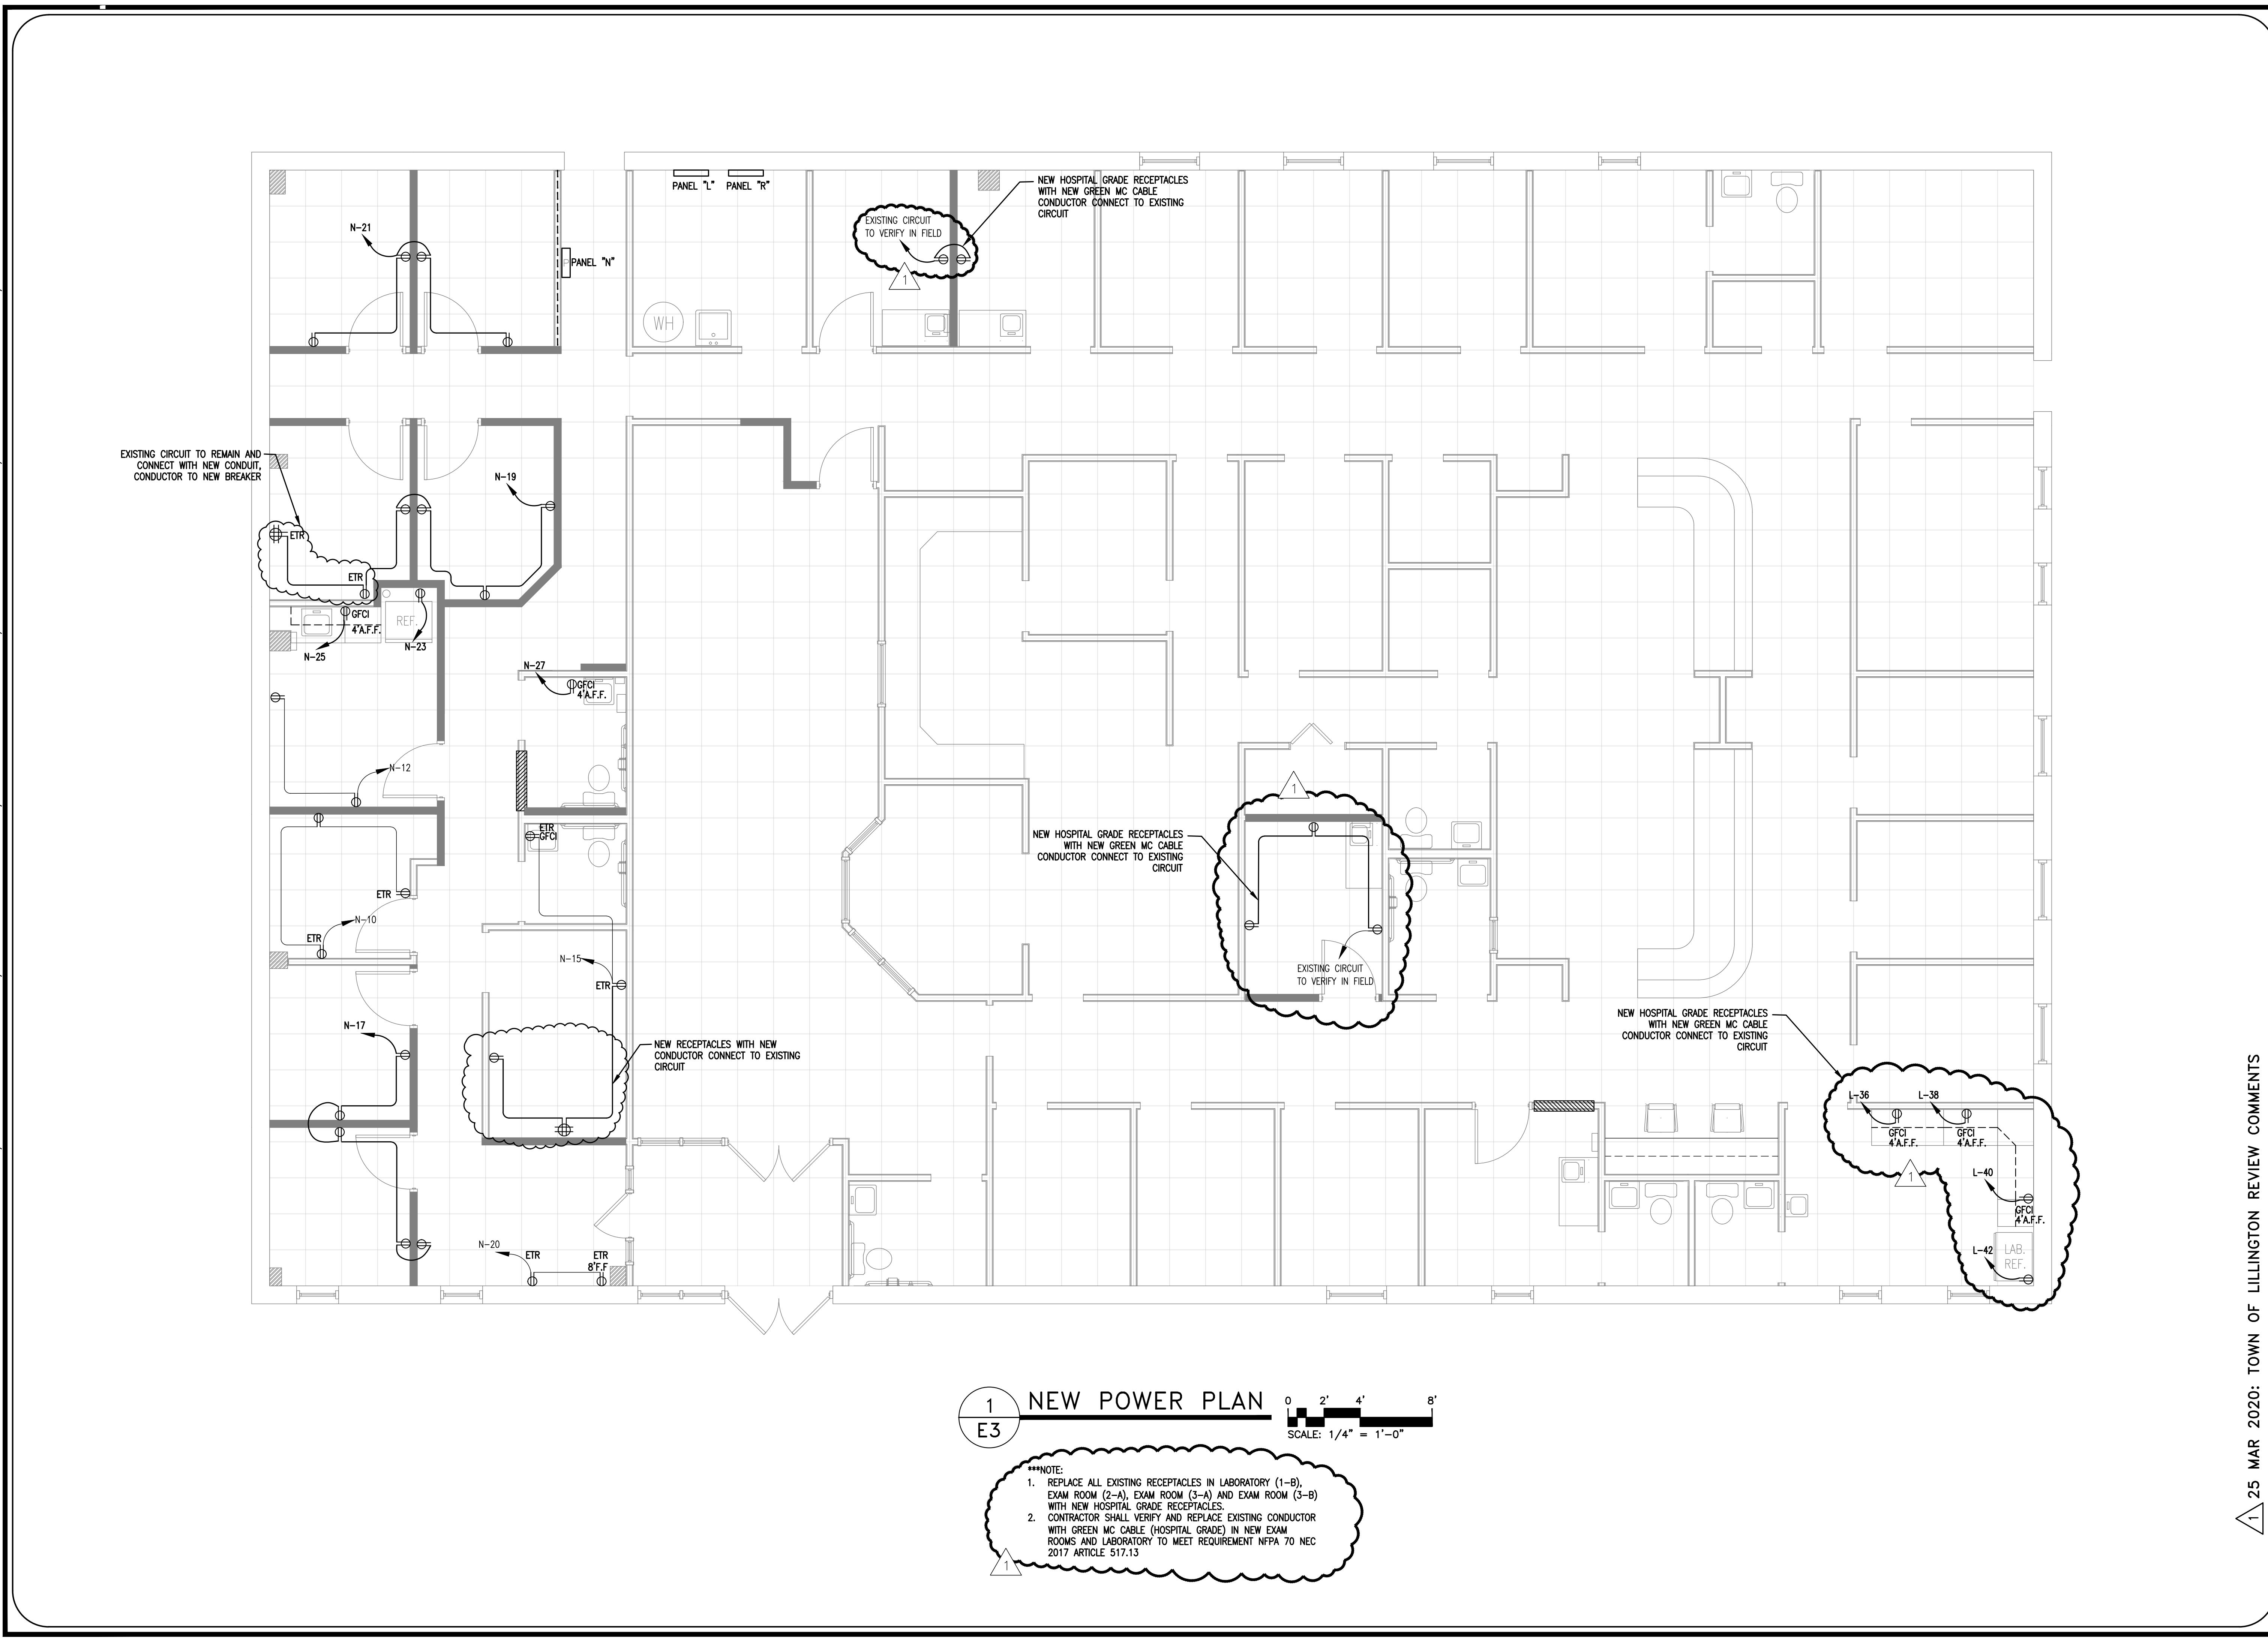 PANEL "L" PANEL "R"
NEW HOSPITAL GRADE RECEPTACLES
WITH NEW GREEN MC CABLE
CONDUCTOR CONNECT TO EXISTING
CIRCUIT
EXISTING CIRCUIT
TO VERIFY IN FIELD
1
N-21
PANEL "N"
WH
EXISTING CIRCUIT TO REMAIN AND
CONNECT WITH NEW CONDUIT,
CONDUCTOR TO NEW BREAKER
N-19
ETR
ETR
GFCI
4'A.F.F.
REF.
N-25
N-23
N-27
GFCI
4'A.F.F.
N-12
1
ETR
GFCI
NEW HOSPITAL GRADE RECEPTACLES
WITH NEW GREEN MC CABLE
CONDUCTOR CONNECT TO EXISTING
CIRCUIT
ETR
N-10
ETR
N-15
ETR
EXISTING CIRCUIT
TO VERIFY IN FIELD
N-17
NEW RECEPTACLES WITH NEW
CONDUCTOR CONNECT TO EXISTING
CIRCUIT
NEW HOSPITAL GRADE RECEPTACLES
WITH NEW GREEN MC CABLE
CONDUCTOR CONNECT TO EXISTING
CIRCUIT
L-36
L-38
GFCI
4'A.F.F.
GFCI
4'A.F.F.
1
L-40
GFCI
4'A.F.F.
L-42
LAB.
REF.
N-20
ETR
ETR
8'F.F
1
E3
NEW POWER PLAN
0 2' 4' 8'
SCALE: 1/4" = 1'-0"
***NOTE:
1. REPLACE ALL EXISTING RECEPTACLES IN LABORATORY (1-B),
EXAM ROOM (2-A), EXAM ROOM (3-A) AND EXAM ROOM (3-B)
WITH NEW HOSPITAL GRADE RECEPTACLES.
2. CONTRACTOR SHALL VERIFY AND REPLACE EXISTING CONDUCTOR
WITH GREEN MC CABLE (HOSPITAL GRADE) IN NEW EXAM
ROOMS AND LABORATORY TO MEET REQUIREMENT NFPA 70 NEC
2017 ARTICLE 517.13
1
1 25 MAR 2020: TOWN OF LILLINGTON REVIEW COMMENTS